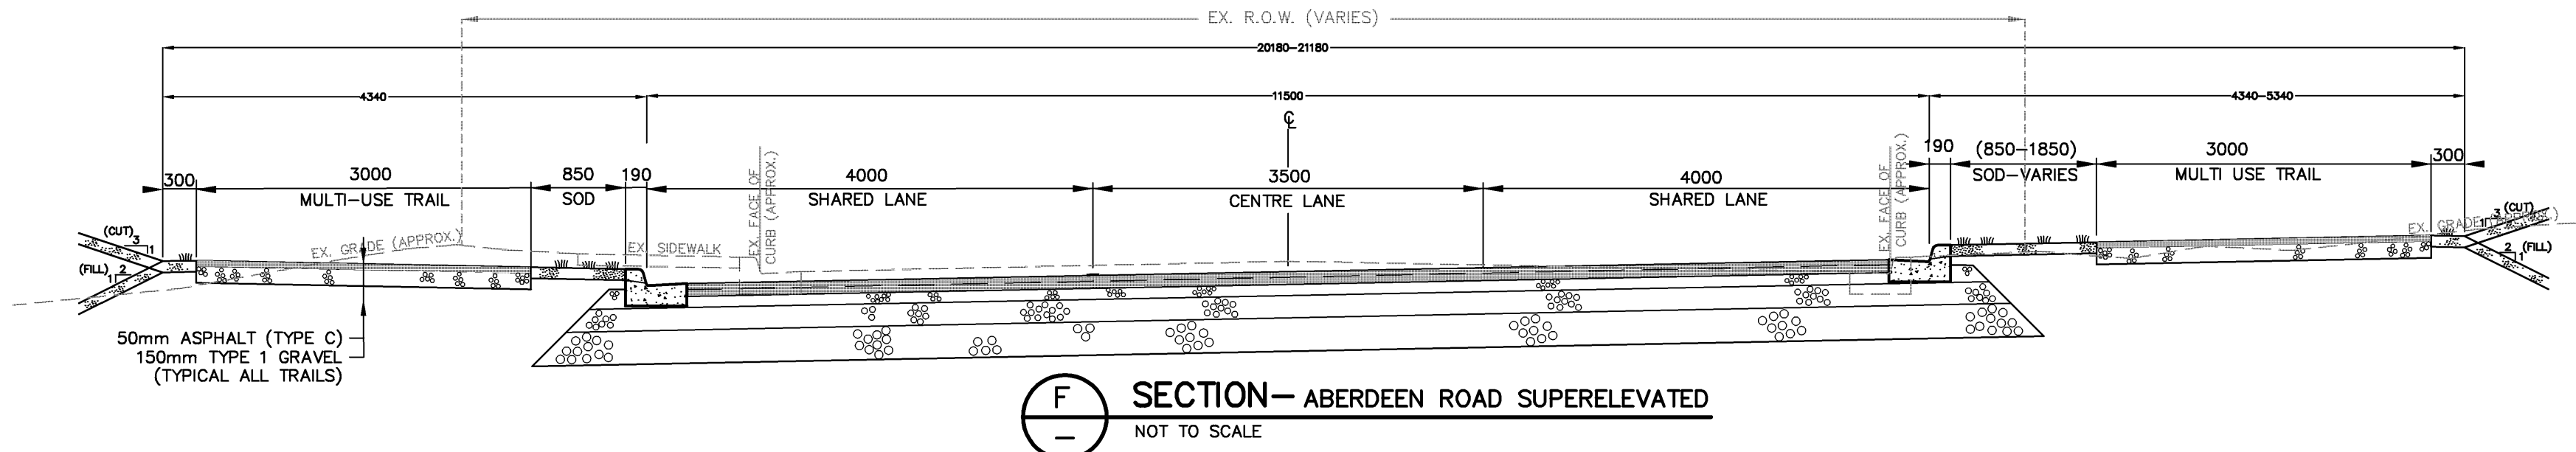 EX. R.O.W. (VARIES)
20180-21180
4340
11500
4340-5340
℄
300
3000
MULTI-USE TRAIL
850
SOD
190
EX. FACE OF
CURB (APPROX.)
4000
SHARED LANE
3500
CENTRE LANE
4000
SHARED LANE
EX. FACE OF
CURB (APPROX.)
190
(850-1850)
SOD-VARIES
3000
MULTI USE TRAIL
300
(CUT)
3
1
(FILL)
2
1
EX. GRADE (APPROX.)
EX. SIDEWALK
EX. GRADE (APPROX.)
3 (CUT)
1
2 (FILL)
1
50mm ASPHALT (TYPE C)
150mm TYPE 1 GRAVEL
(TYPICAL ALL TRAILS)
F
–
SECTION– ABERDEEN ROAD SUPERELEVATED
NOT TO SCALE